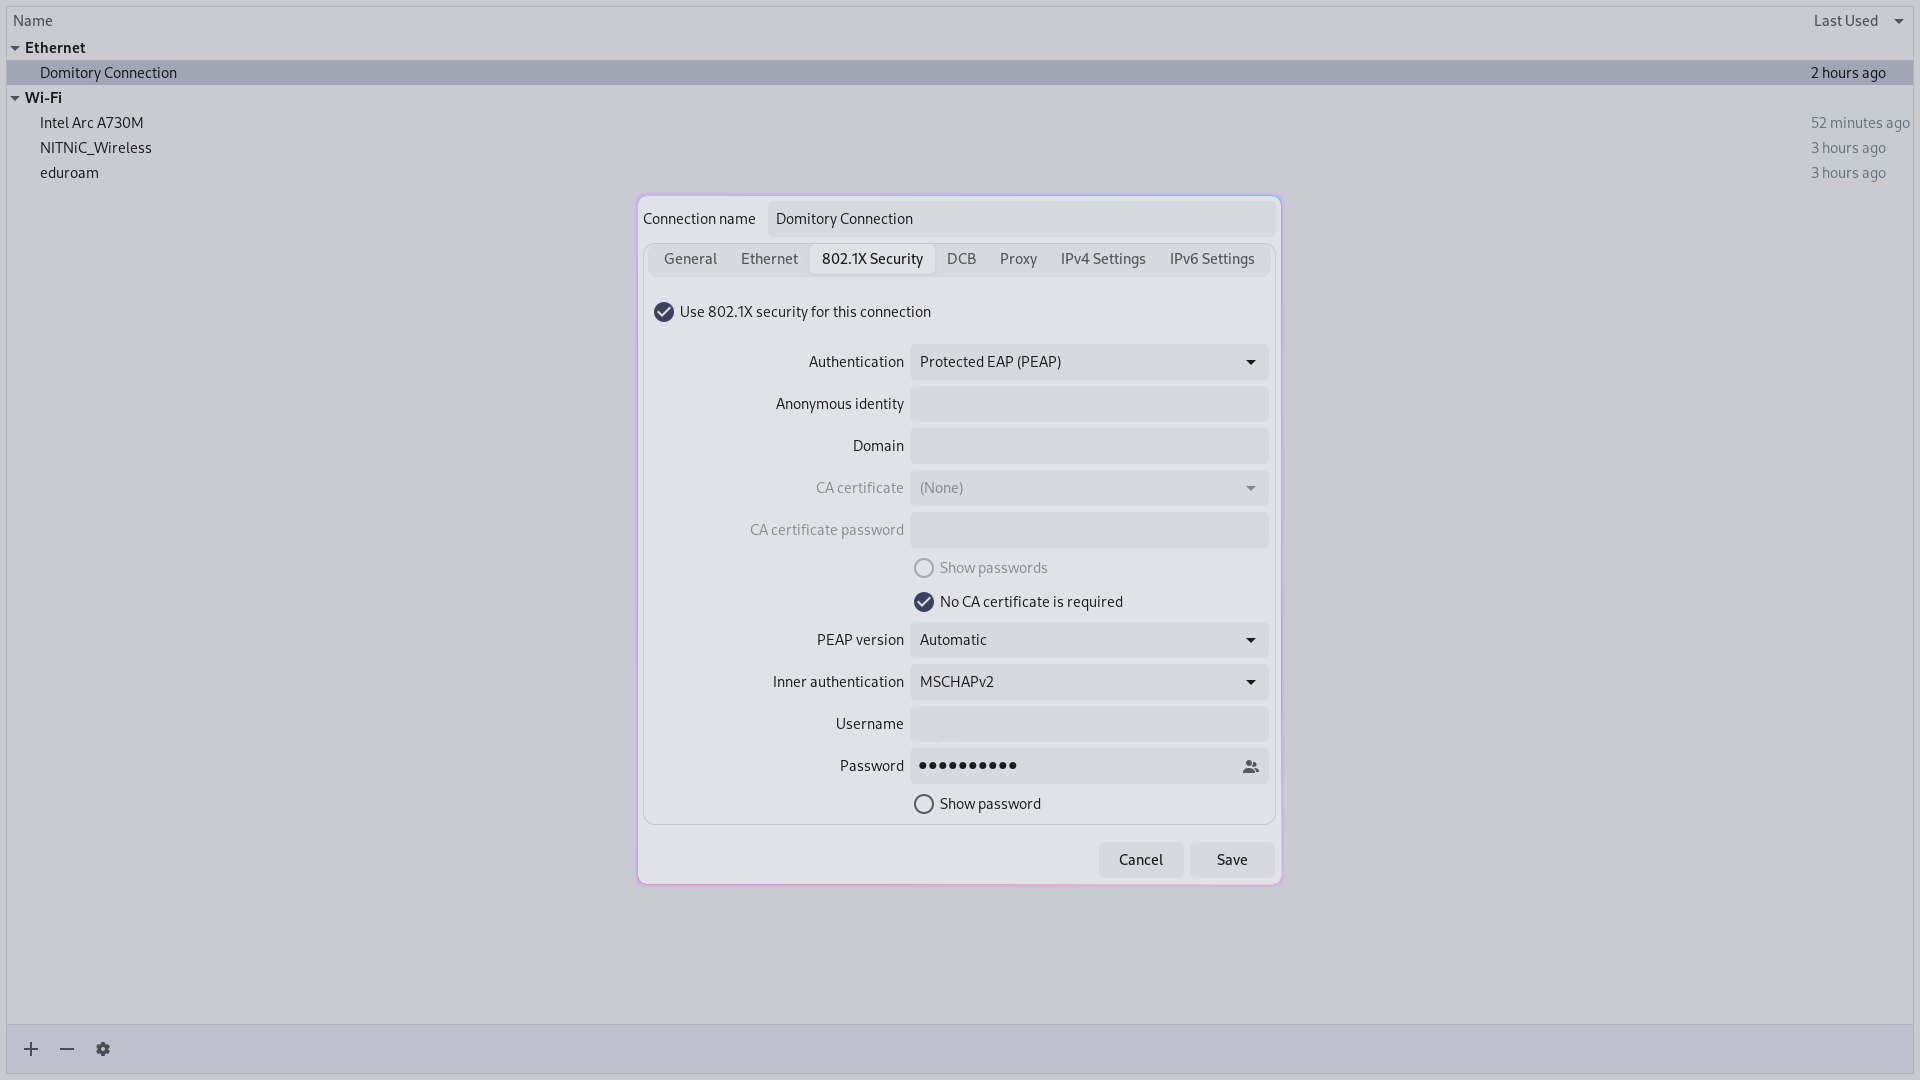 Name Last Used
Ethernet
Domitory Connection 2 hours ago
Wi-Fi
Intel Arc A730M 52 minutes ago
NITNiC_Wireless 3 hours ago
eduroam 3 hours ago
Connection name Domitory Connection
General Ethernet 802.1X Security DCB Proxy IPv4 Settings IPv6 Settings
Use 802.1X security for this connection
Authentication Protected EAP (PEAP)
Anonymous identity
Domain
CA certificate (None)
CA certificate password
Show passwords
No CA certificate is required
PEAP version Automatic
Inner authentication MSCHAPv2
Username
Password ••••••••••
Show password
Cancel Save